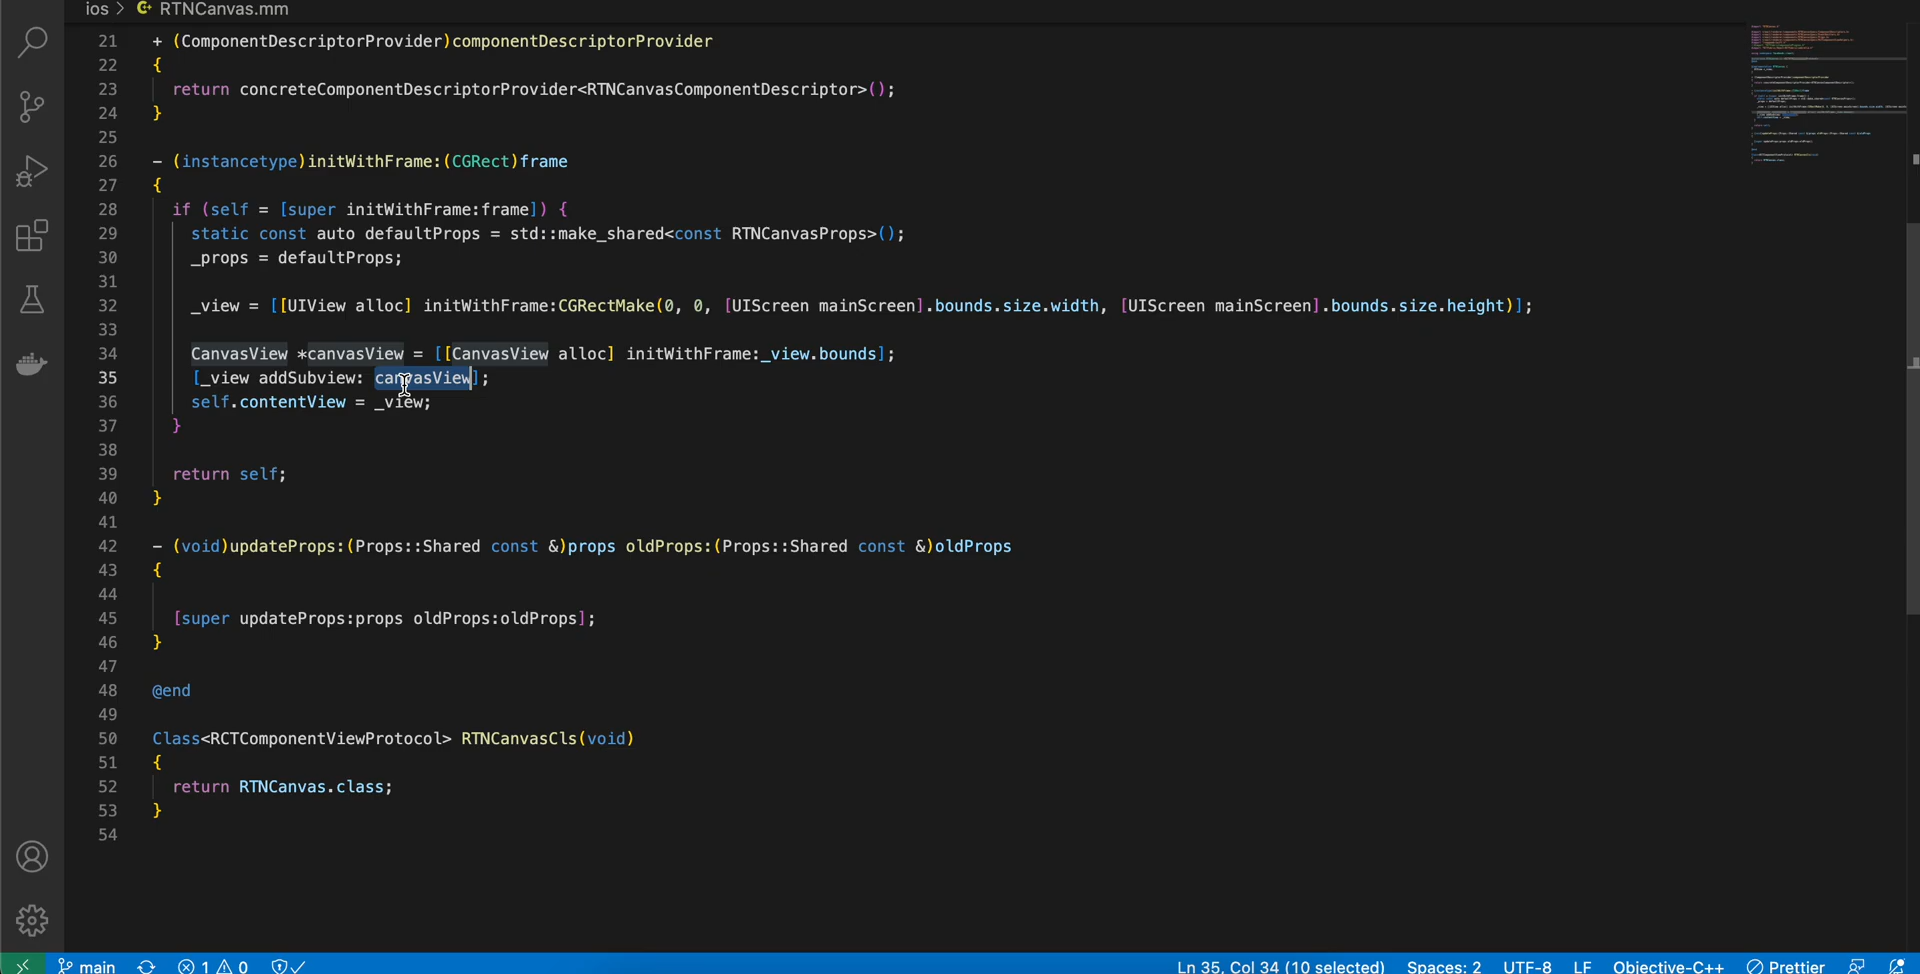 ios > RTNCanvas.mm
21 + (ComponentDescriptorProvider)componentDescriptorProvider
22 {
23 return concreteComponentDescriptorProvider<RTNCanvasComponentDescriptor>();
24 }
25
26 - (instancetype)initWithFrame:(CGRect)frame
27 {
28 if (self = [super initWithFrame:frame]) {
29 static const auto defaultProps = std::make_shared<const RTNCanvasProps>();
30 _props = defaultProps;
31
32 _view = [[UIView alloc] initWithFrame:CGRectMake(0, 0, [UIScreen mainScreen].bounds.size.width, [UIScreen mainScreen].bounds.size.height)];
33
34 CanvasView *canvasView = [[CanvasView alloc] initWithFrame:_view.bounds];
35 [_view addSubview: canvasView];
36 self.contentView = _view;
37 }
38
39 return self;
40 }
41
42 - (void)updateProps:(Props::Shared const &)props oldProps:(Props::Shared const &)oldProps
43 {
44
45 [super updateProps:props oldProps:oldProps];
46 }
47
48 @end
49
50 Class<RCTComponentViewProtocol> RTNCanvasCls(void)
51 {
52 return RTNCanvas.class;
53 }
54
main 1 0 Ln 35, Col 34 (10 selected) Spaces: 2 UTF-8 LF Objective-C++ Prettier